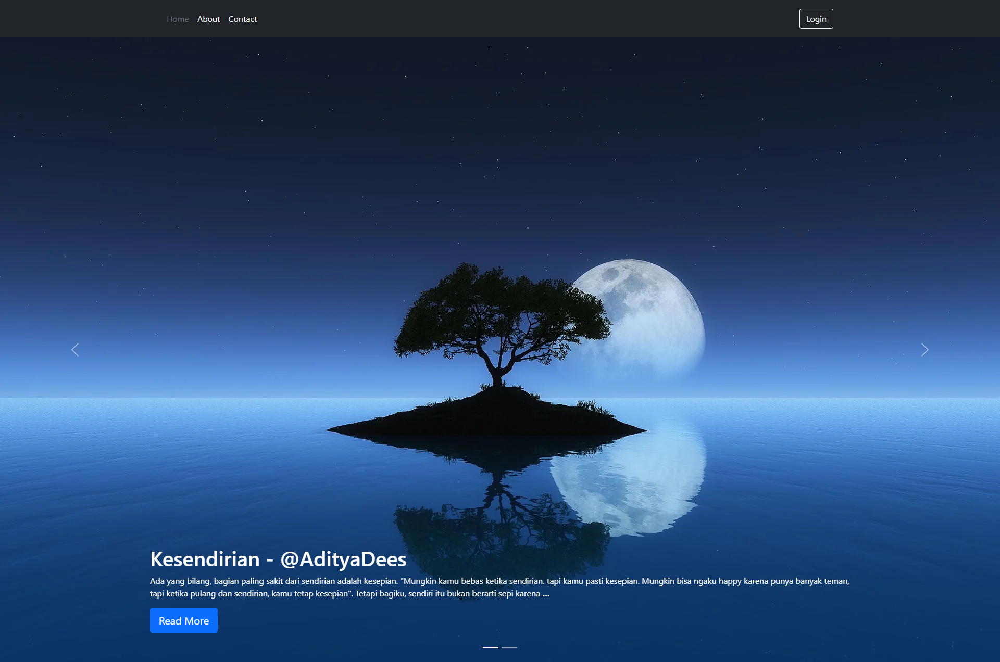 Home About Contact Login
Kesendirian - @AdityaDees
Ada yang bilang, bagian paling sakit dari sendirian adalah kesepian. "Mungkin kamu bebas ketika sendirian. tapi kamu pasti kesepian. Mungkin bisa ngaku happy karena punya banyak teman,
tapi ketika pulang dan sendirian, kamu tetap kesepian". Tetapi bagiku, sendiri itu bukan berarti sepi karena ....
Read More